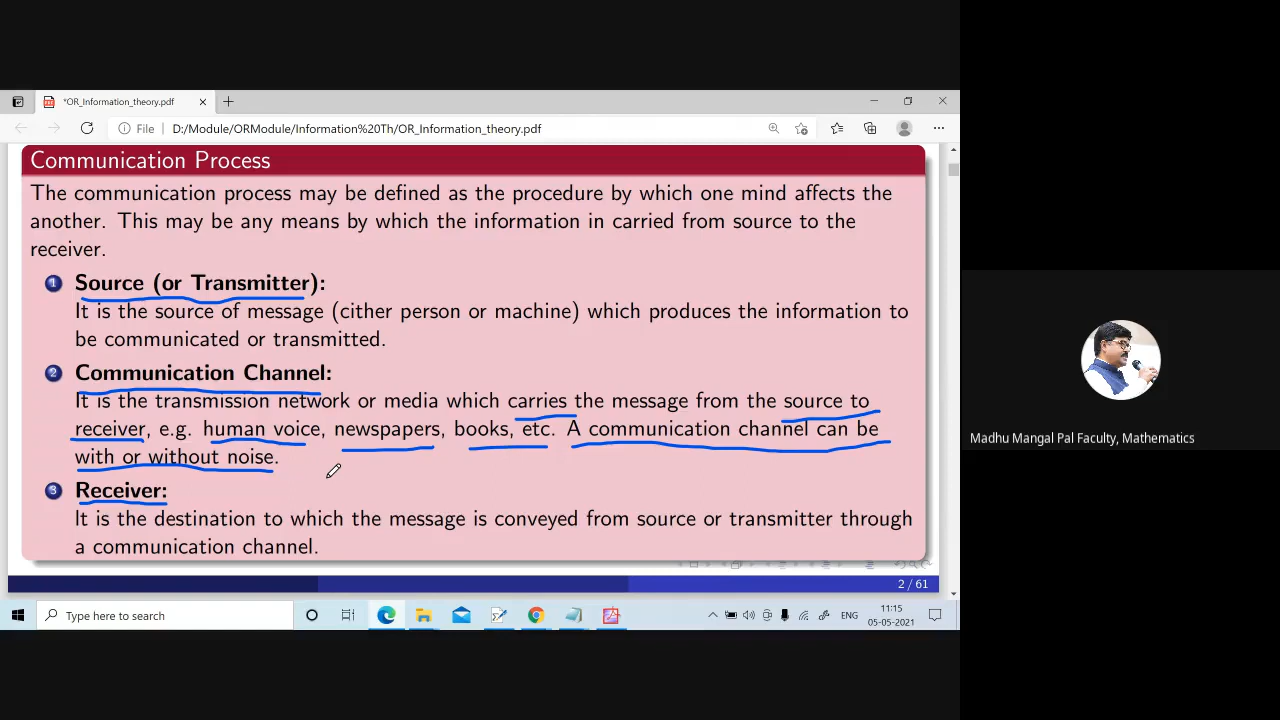 *OR_Information_theory.pdf
File | D:/Module/ORModule/Information%20Th/OR_Information_theory.pdf
Communication Process
The communication process may be defined as the procedure by which one mind affects the
another. This may be any means by which the information in carried from source to the
receiver.
1 Source (or Transmitter):
It is the source of message (cither person or machine) which produces the information to
be communicated or transmitted.
2 Communication Channel:
It is the transmission network or media which carries the message from the source to
receiver, e.g. human voice, newspapers, books, etc. A communication channel can be
with or without noise.
3 Receiver:
It is the destination to which the message is conveyed from source or transmitter through
a communication channel.
2 / 61
Type here to search
ENG
11:15
05-05-2021
Madhu Mangal Pal Faculty, Mathematics